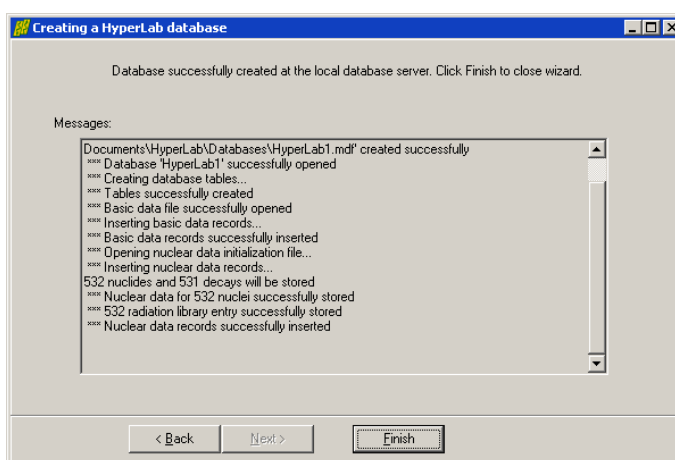 Creating a HyperLab database
Database successfully created at the local database server. Click Finish to close wizard.
Messages:
Documents\HyperLab\Databases\HyperLab1.mdf' created successfully
*** Database 'HyperLab1' successfully opened
*** Creating database tables...
*** Tables successfully created
*** Basic data file successfully opened
*** Inserting basic data records...
*** Basic data records successfully inserted
*** Opening nuclear data initialization file...
*** Inserting nuclear data records...
532 nuclides and 531 decays will be stored
*** Nuclear data for 532 nuclei successfully stored
*** 532 radiation library entry successfully stored
*** Nuclear data records successfully inserted
< Back Next > Finish